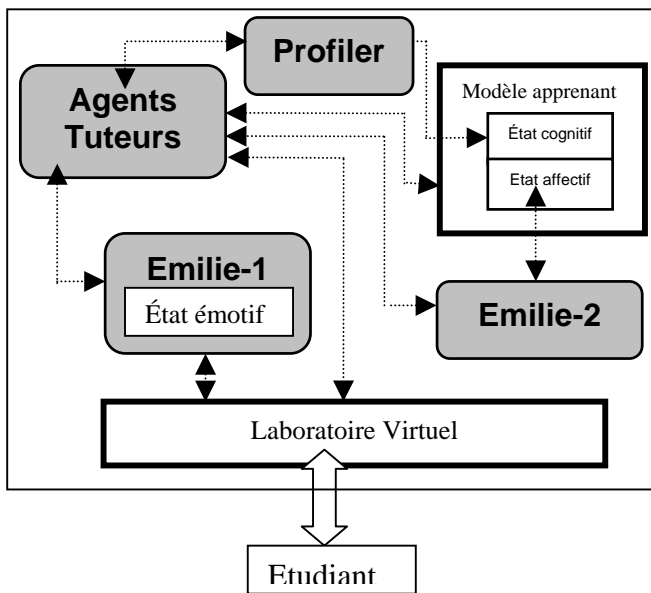 Profiler
Agents
Tuteurs
Modèle apprenant
État cognitif
Etat affectif
Emilie-1
État émotif
Emilie-2
Laboratoire Virtuel
Etudiant